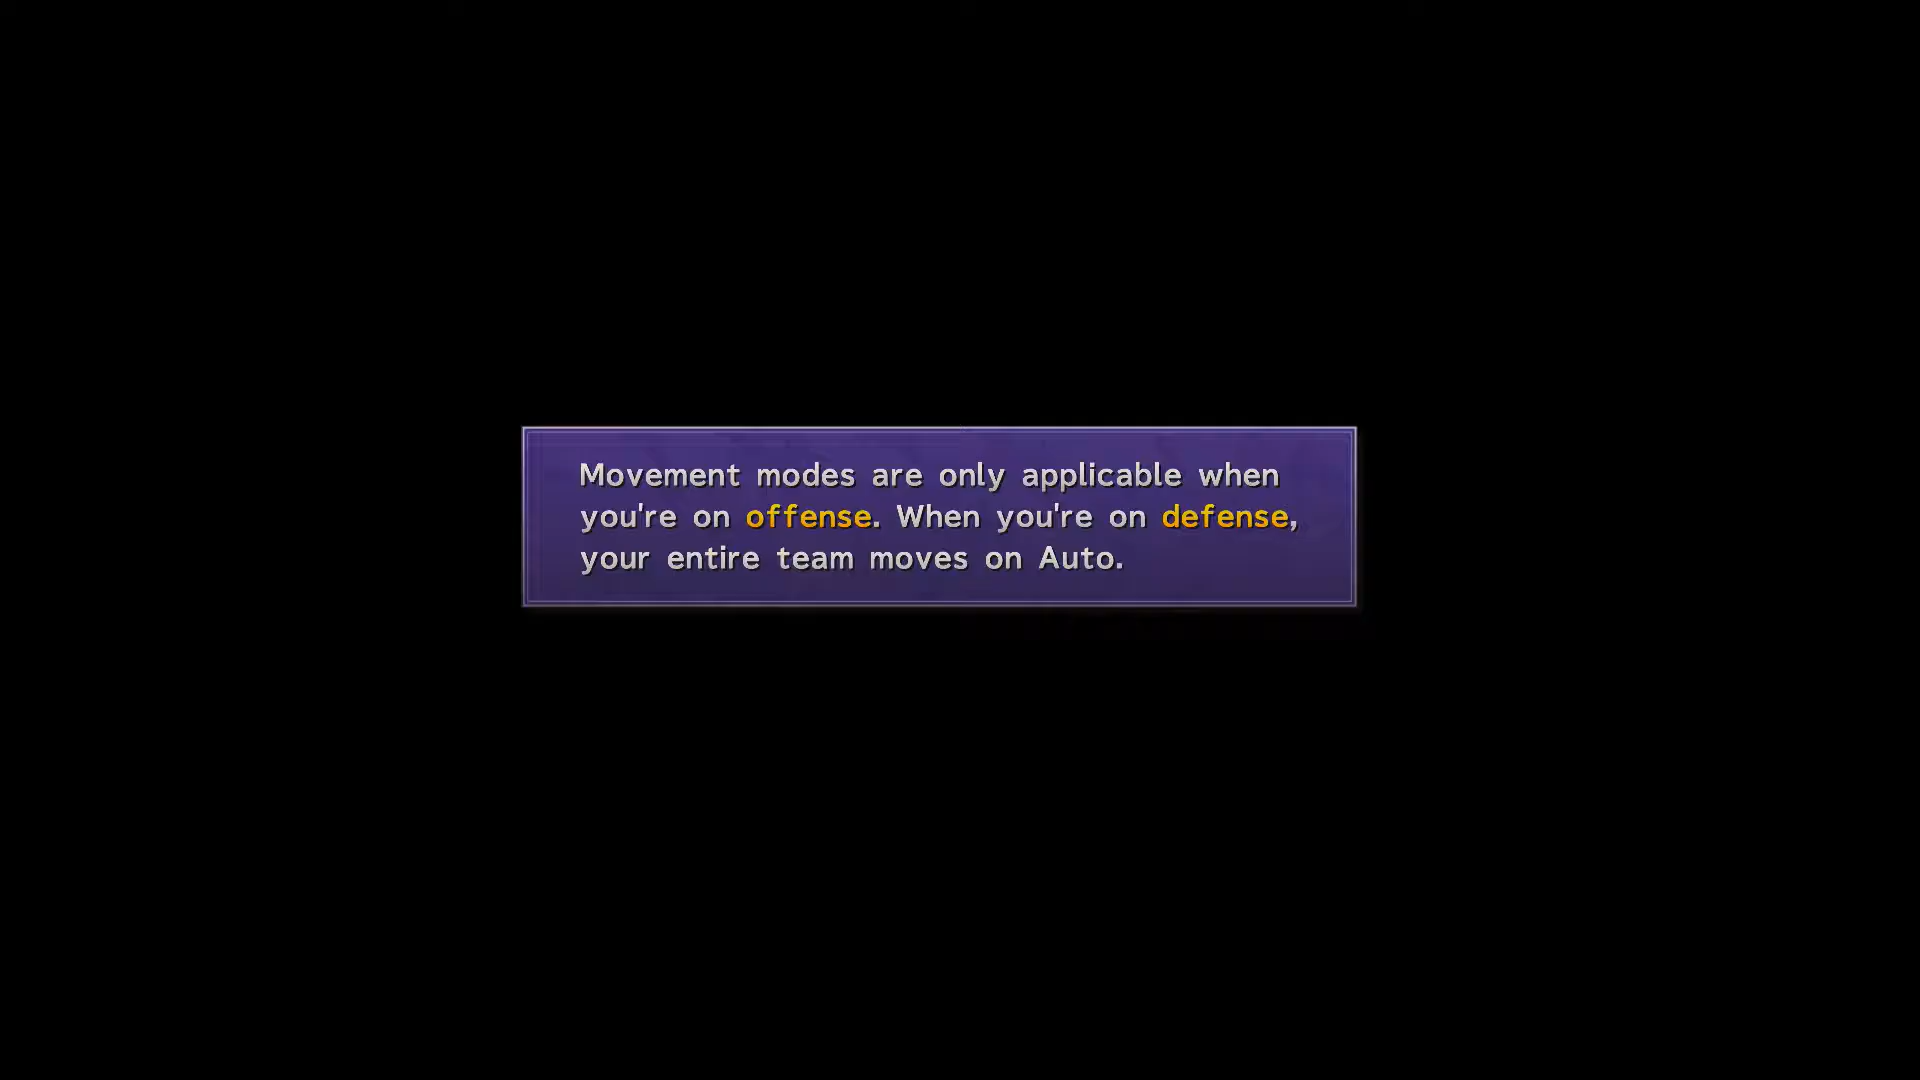 Movement modes are only applicable when
you're on offense. When you're on defense,
your entire team moves on Auto.